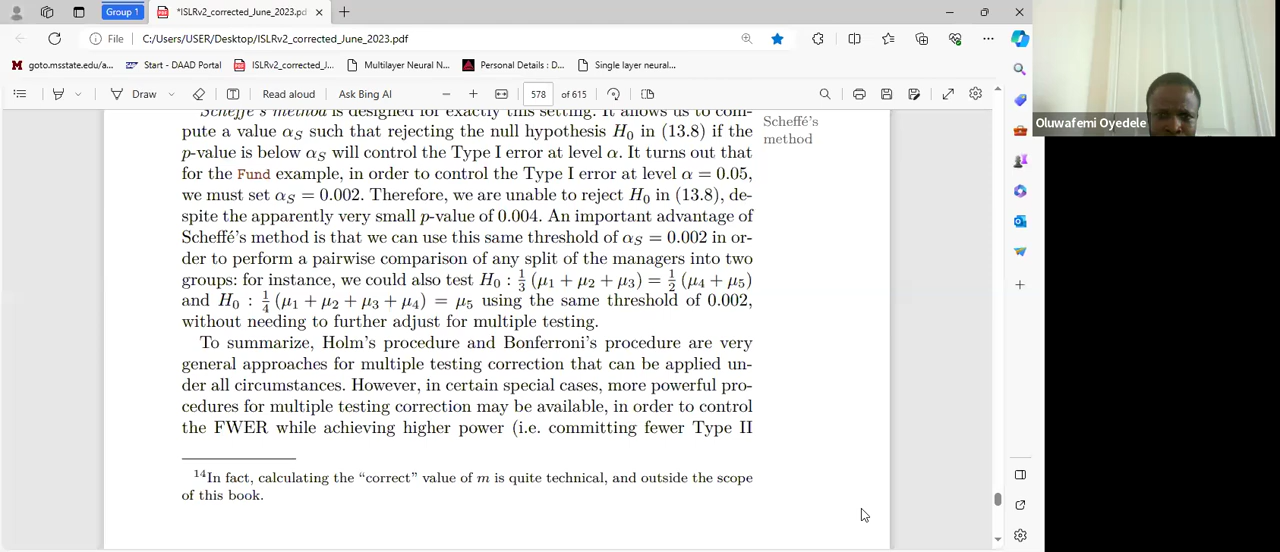 Group 1
*ISLRv2_corrected_June_2023.pd
File
C:/Users/USER/Desktop/ISLRv2_corrected_June_2023.pdf
goto.msstate.edu/a...
Start - DAAD Portal
ISLRv2_corrected_J...
Multilayer Neural N...
Personal Details : D...
Single layer neural...
Draw
Read aloud
Ask Bing AI
578
of 615
Scheffé's method is designed for exactly this setting. It allows us to com-
pute a value αS such that rejecting the null hypothesis H0 in (13.8) if the
p-value is below αS will control the Type I error at level α. It turns out that
for the Fund example, in order to control the Type I error at level α = 0.05,
we must set αS = 0.002. Therefore, we are unable to reject H0 in (13.8), de-
spite the apparently very small p-value of 0.004. An important advantage of
Scheffé's method is that we can use this same threshold of αS = 0.002 in or-
der to perform a pairwise comparison of any split of the managers into two
groups: for instance, we could also test H0 : 1/3 (μ1 + μ2 + μ3) = 1/2 (μ4 + μ5)
and H0 : 1/4 (μ1 + μ2 + μ3 + μ4) = μ5 using the same threshold of 0.002,
without needing to further adjust for multiple testing.
To summarize, Holm's procedure and Bonferroni's procedure are very
general approaches for multiple testing correction that can be applied un-
der all circumstances. However, in certain special cases, more powerful pro-
cedures for multiple testing correction may be available, in order to control
the FWER while achieving higher power (i.e. committing fewer Type II
14In fact, calculating the "correct" value of m is quite technical, and outside the scope
of this book.
Scheffé's
method
Oluwafemi Oyedele